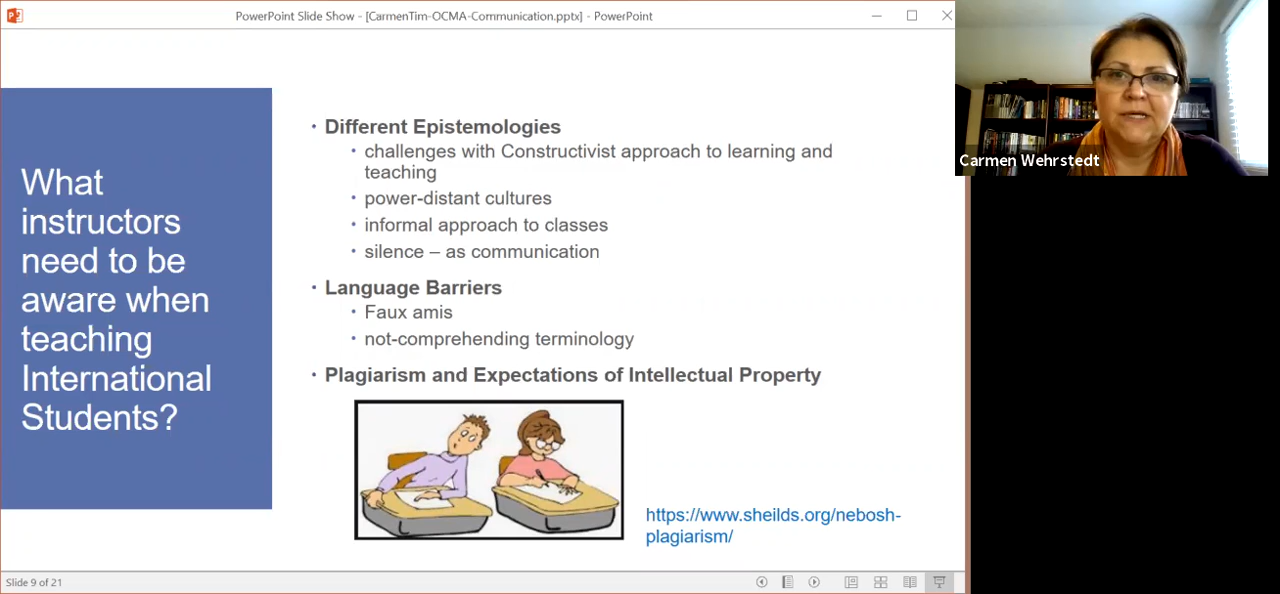 PowerPoint Slide Show - [CarmenTim-OCMA-Communication.pptx] - PowerPoint
What
instructors
need to be
aware when
teaching
International
Students?
• Different Epistemologies
• challenges with Constructivist approach to learning and
teaching
• power-distant cultures
• informal approach to classes
• silence – as communication
• Language Barriers
• Faux amis
• not-comprehending terminology
• Plagiarism and Expectations of Intellectual Property
https://www.sheilds.org/nebosh-
plagiarism/
Carmen Wehrstedt
Slide 9 of 21